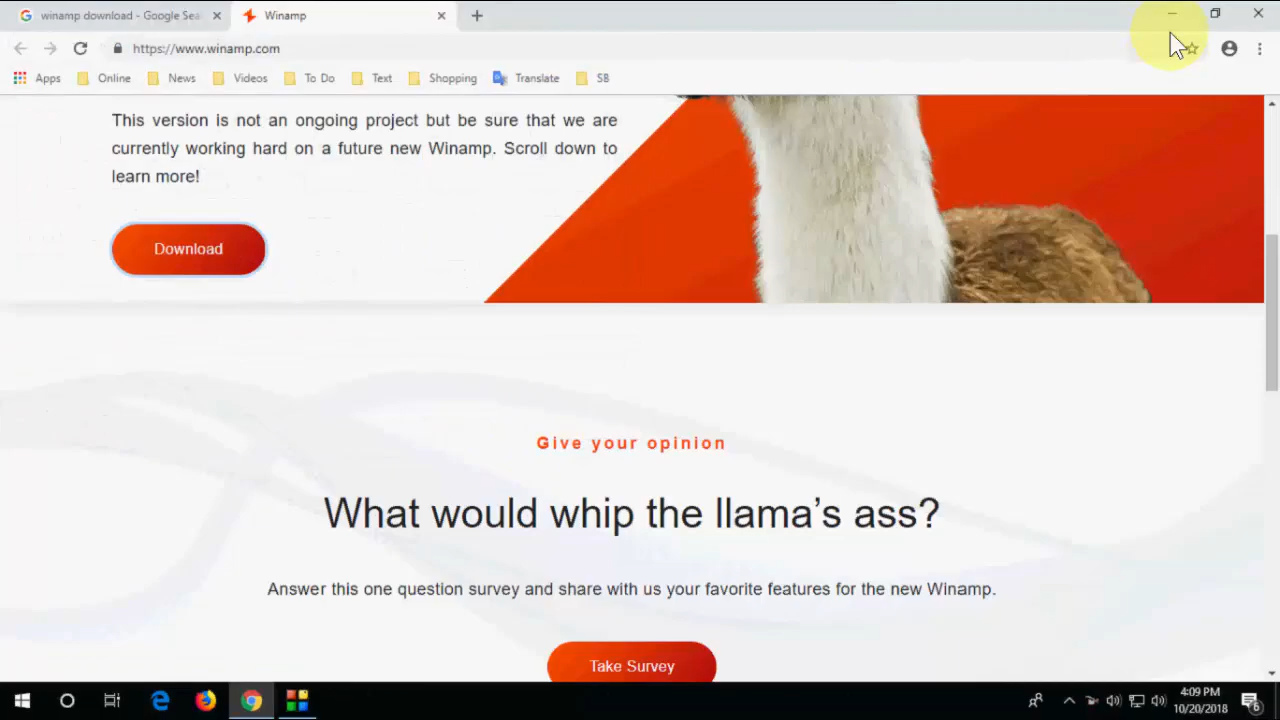 winamp download - Google Sea
Winamp
https://www.winamp.com
Apps
Online
News
Videos
To Do
Text
Shopping
Translate
SB
This version is not an ongoing project but be sure that we are
currently working hard on a future new Winamp. Scroll down to
learn more!
Download
Give your opinion
What would whip the llama’s ass?
Answer this one question survey and share with us your favorite features for the new Winamp.
Take Survey
4:09 PM
10/20/2018
6